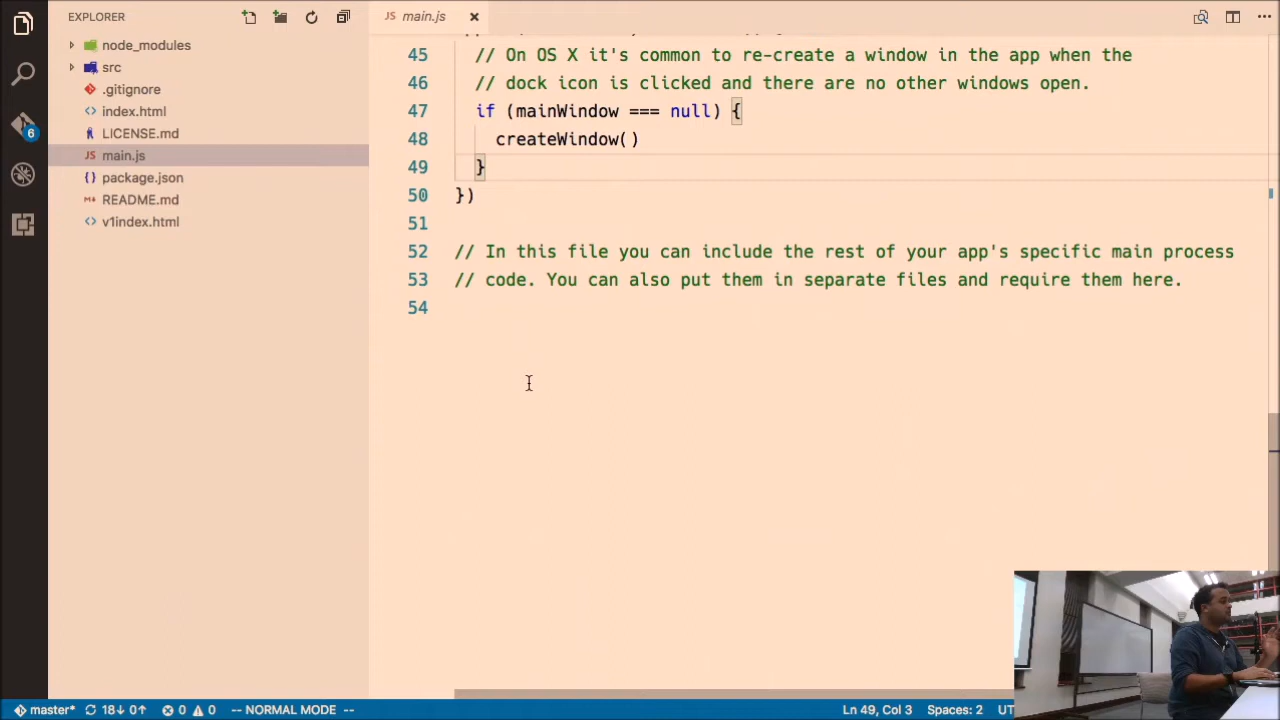 EXPLORER
node_modules
src
.gitignore
index.html
LICENSE.md
JS main.js
{} package.json
README.md
<> v1index.html
6
main.js ×
45 // On OS X it's common to re-create a window in the app when the
46 // dock icon is clicked and there are no other windows open.
47 if (mainWindow === null) {
48 createWindow()
49 }
50 })
51
52 // In this file you can include the rest of your app's specific main process
53 // code. You can also put them in separate files and require them here.
54
master* 18↓ 0↑ 0 0 -- NORMAL MODE -- Ln 49, Col 3 Spaces: 2